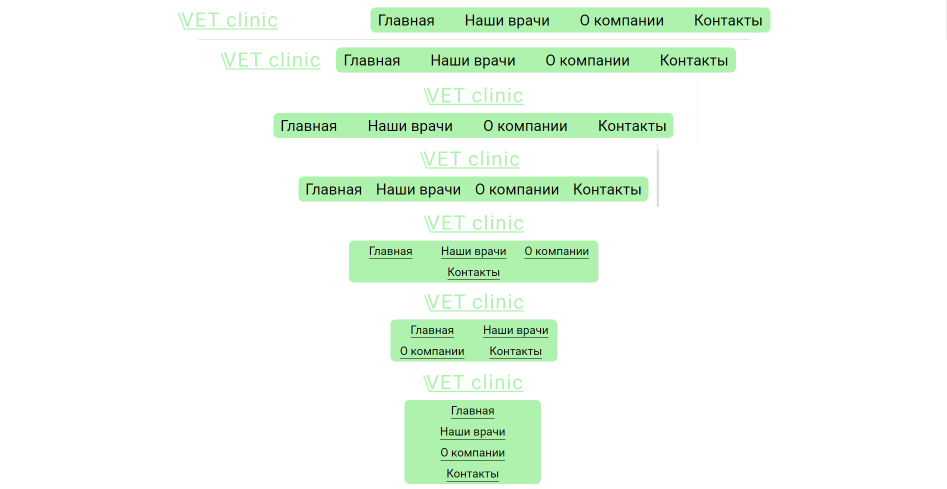 VET clinic Главная Наши врачи О компании Контакты
VET clinic Главная Наши врачи О компании Контакты
VET clinic
Главная Наши врачи О компании Контакты
VET clinic
Главная Наши врачи О компании Контакты
VET clinic
Главная Наши врачи О компании
Контакты
VET clinic
Главная Наши врачи
О компании Контакты
VET clinic
Главная
Наши врачи
О компании
Контакты